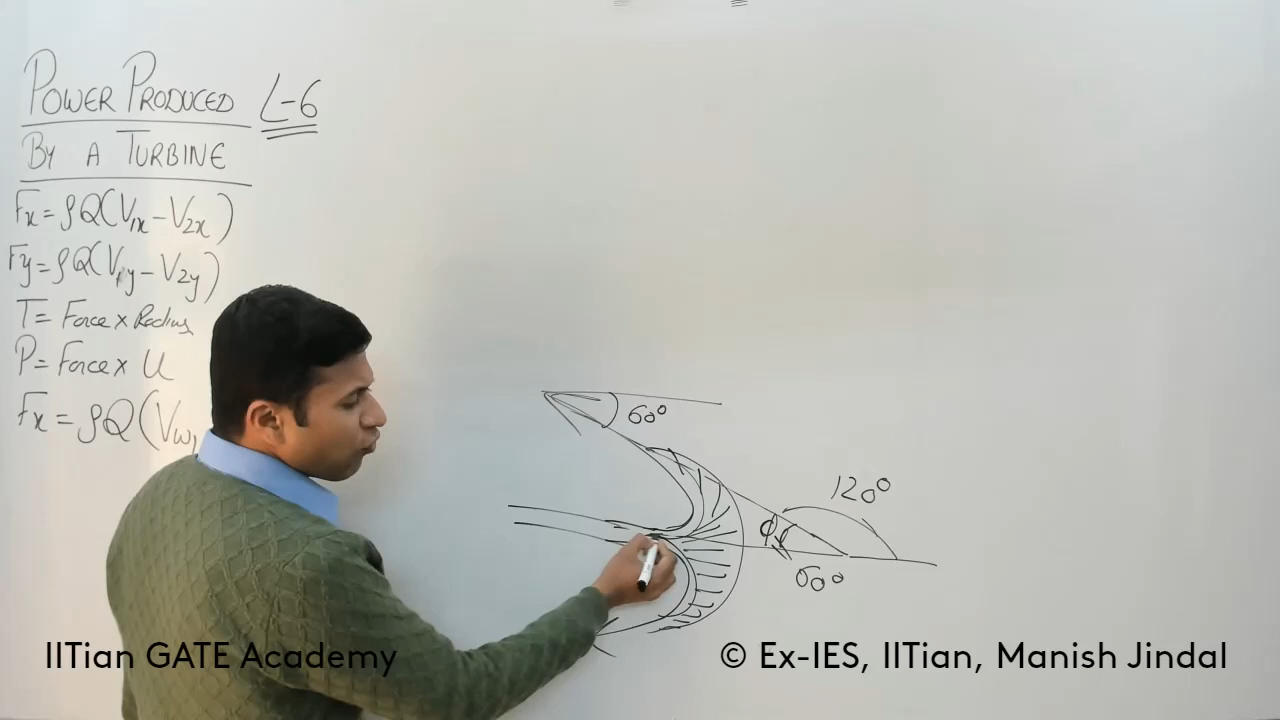 POWER PRODUCED L-6
BY A TURBINE
Fx = ρQ(V1x - V2x)
Fy = ρQ(V1y - V2y)
T = Force x Radius
P = Force x U
Fx = ρQ(Vw1
60°
120°
ϕ
60°
IITian GATE Academy
© Ex-IES, IITian, Manish Jindal